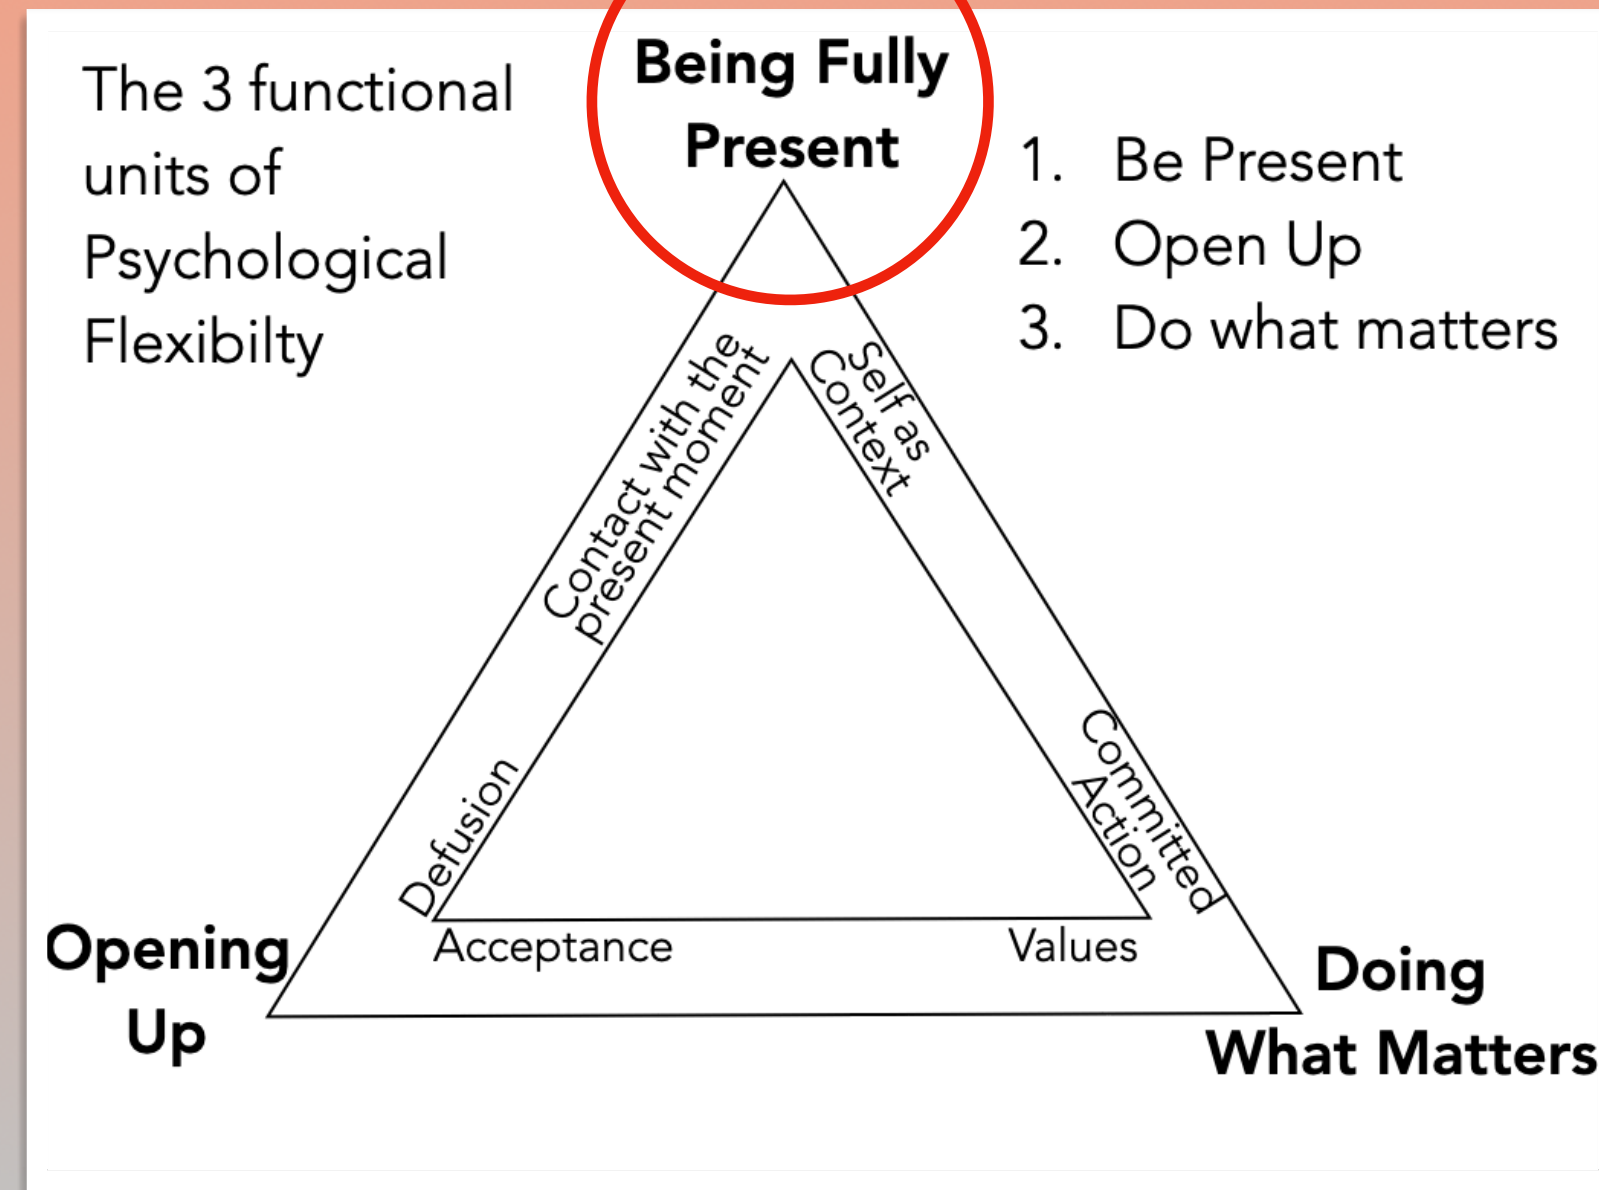 The 3 functional
units of
Psychological
Flexibilty
Being Fully
Present
1. Be Present
2. Open Up
3. Do what matters
Contact with the
present moment
Self as
Context
Defusion
Committed
Action
Acceptance
Values
Opening
Up
Doing
What Matters